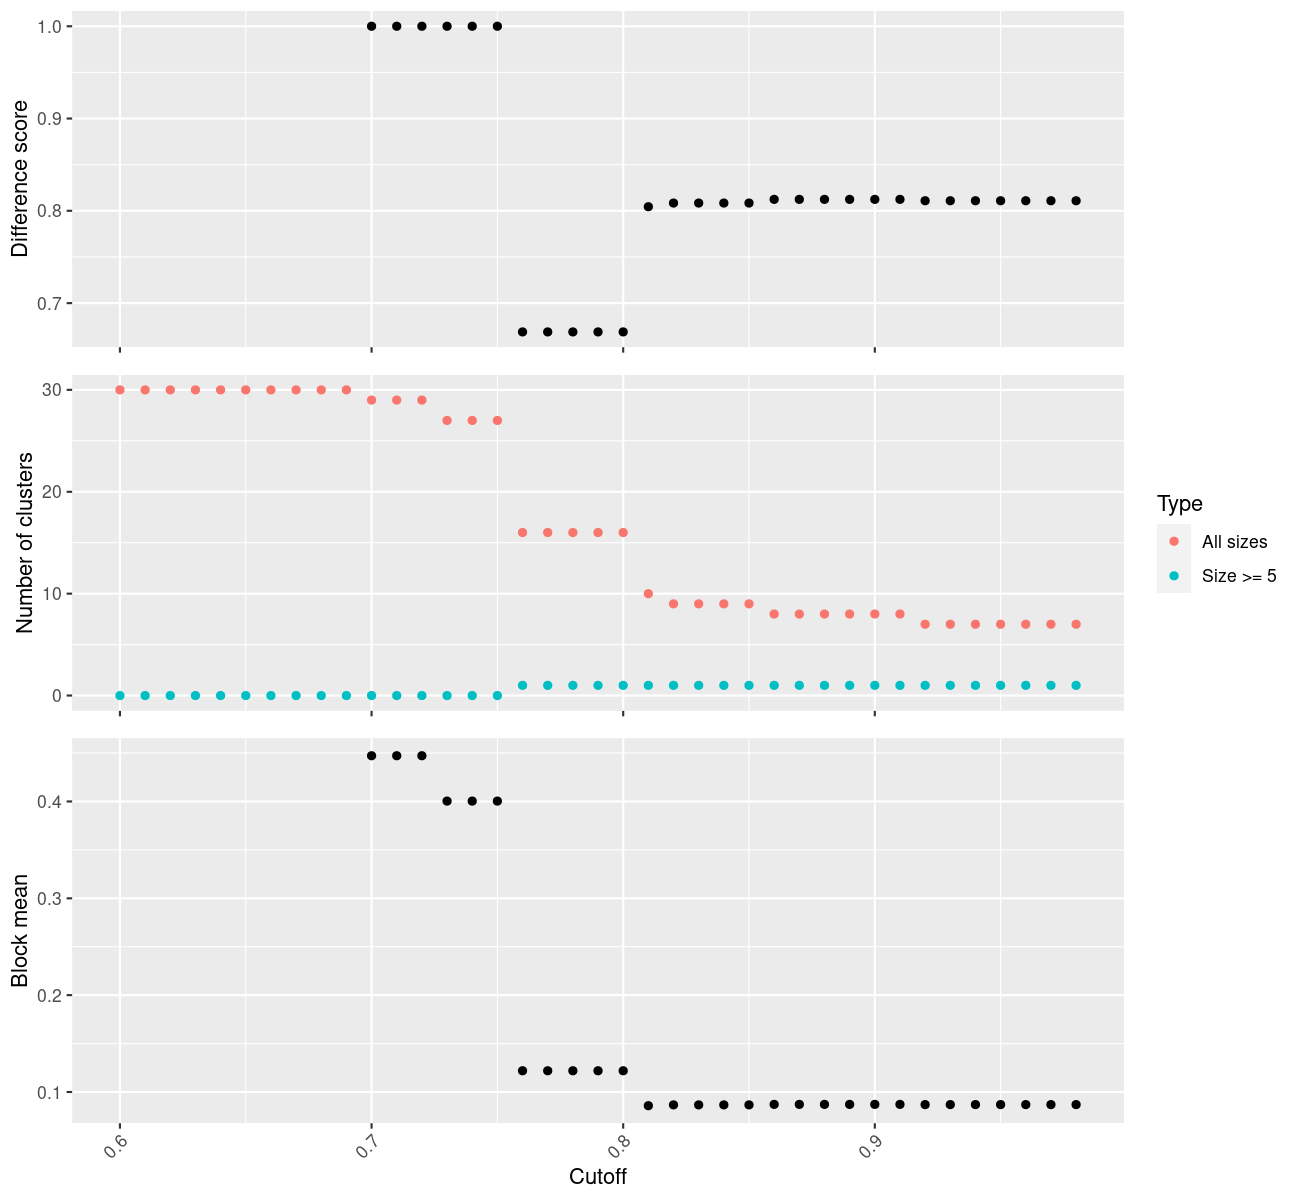 Difference score
1.0
0.9
0.8
0.7
Number of clusters
30
20
10
0
Type
All sizes
Size >= 5
Block mean
0.4
0.3
0.2
0.1
0.6
0.7
0.8
0.9
Cutoff